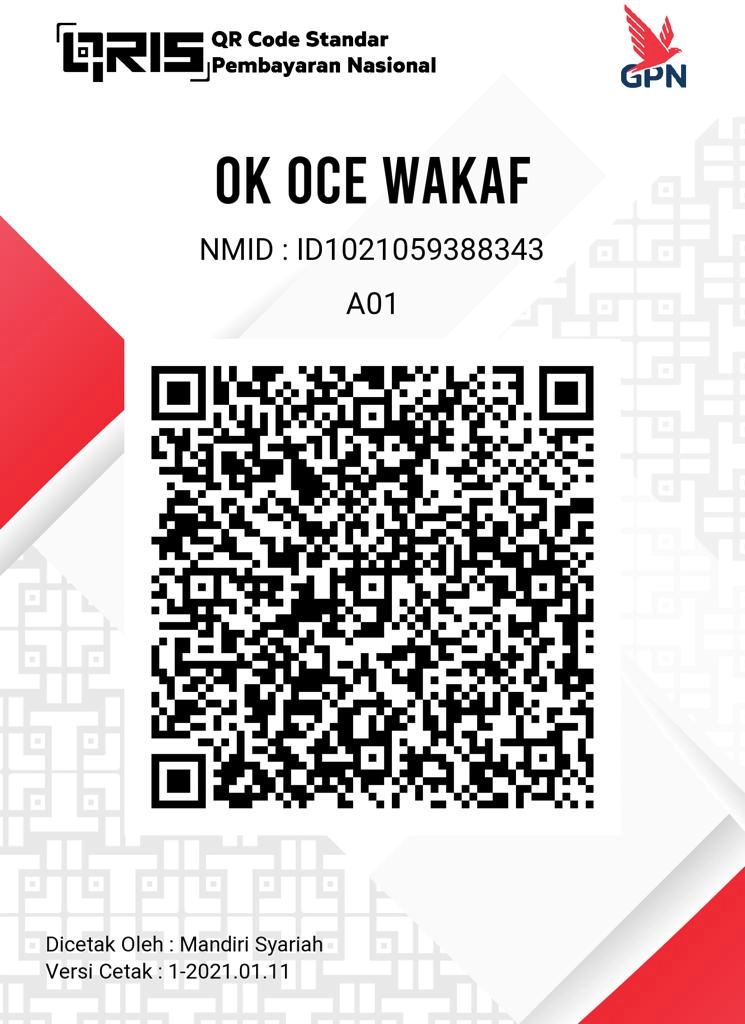 QRIS QR Code Standar
Pembayaran Nasional
GPN
OK OCE WAKAF
NMID : ID1021059388343
A01
Dicetak Oleh : Mandiri Syariah
Versi Cetak : 1-2021.01.11